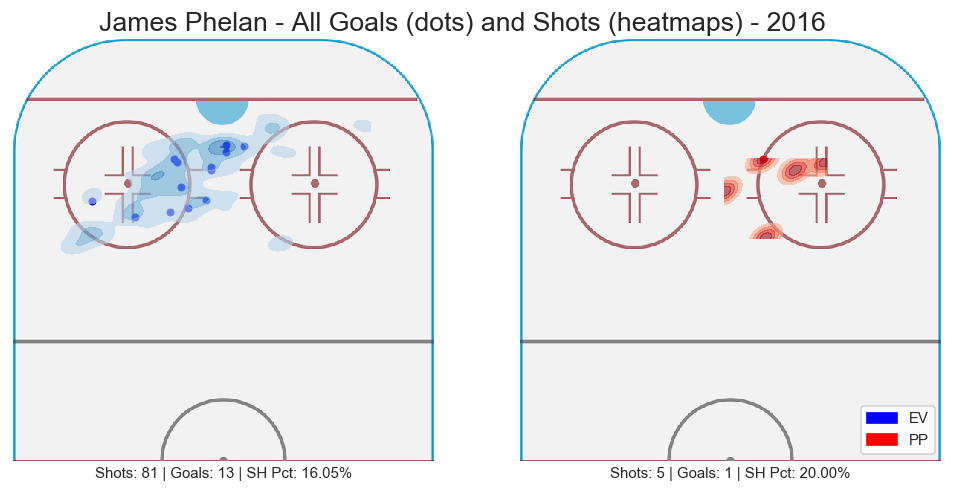 James Phelan - All Goals (dots) and Shots (heatmaps) - 2016
EV
PP
Shots: 81 | Goals: 13 | SH Pct: 16.05%
Shots: 5 | Goals: 1 | SH Pct: 20.00%